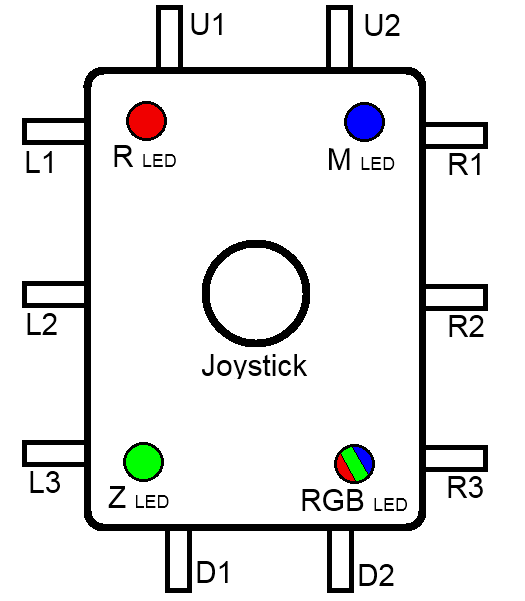 U1
U2
L1
R LED
M LED
R1
L2
R2
Joystick
L3
Z LED
RGB LED
R3
D1
D2